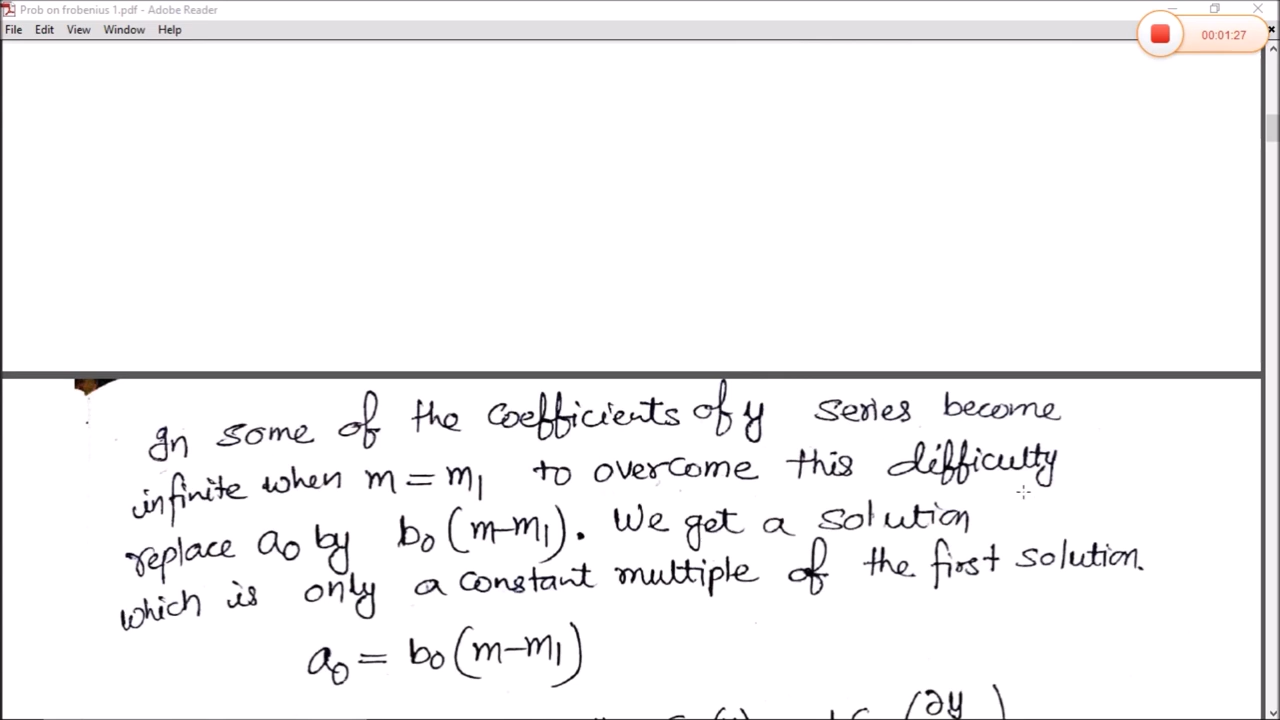 Prob on frobenius 1.pdf - Adobe Reader
File Edit View Window Help
00:01:27
In some of the coefficients of y series become
infinite when m = m₁ to overcome this difficulty
replace a₀ by b₀(m-m₁). We get a solution
which is only a constant multiple of the first solution.
a₀ = b₀(m-m₁)
(∂y